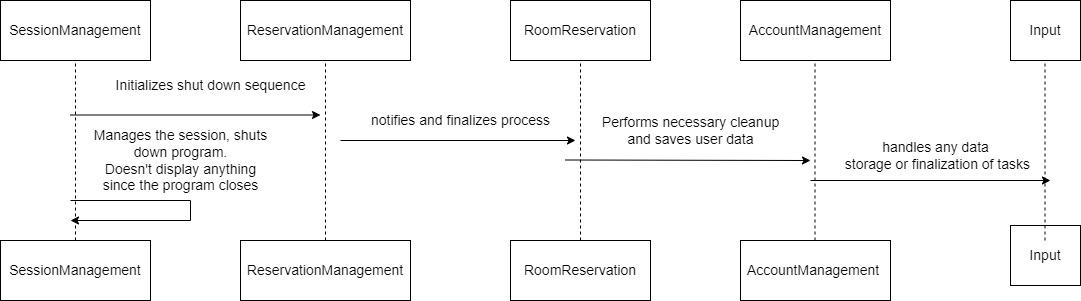 SessionManagement
ReservationManagement
RoomReservation
AccountManagement
Input
Initializes shut down sequence
notifies and finalizes process
Performs necessary cleanup
and saves user data
Manages the session, shuts
down program.
Doesn't display anything
since the program closes
handles any data
storage or finalization of tasks
SessionManagement
ReservationManagement
RoomReservation
AccountManagement
Input